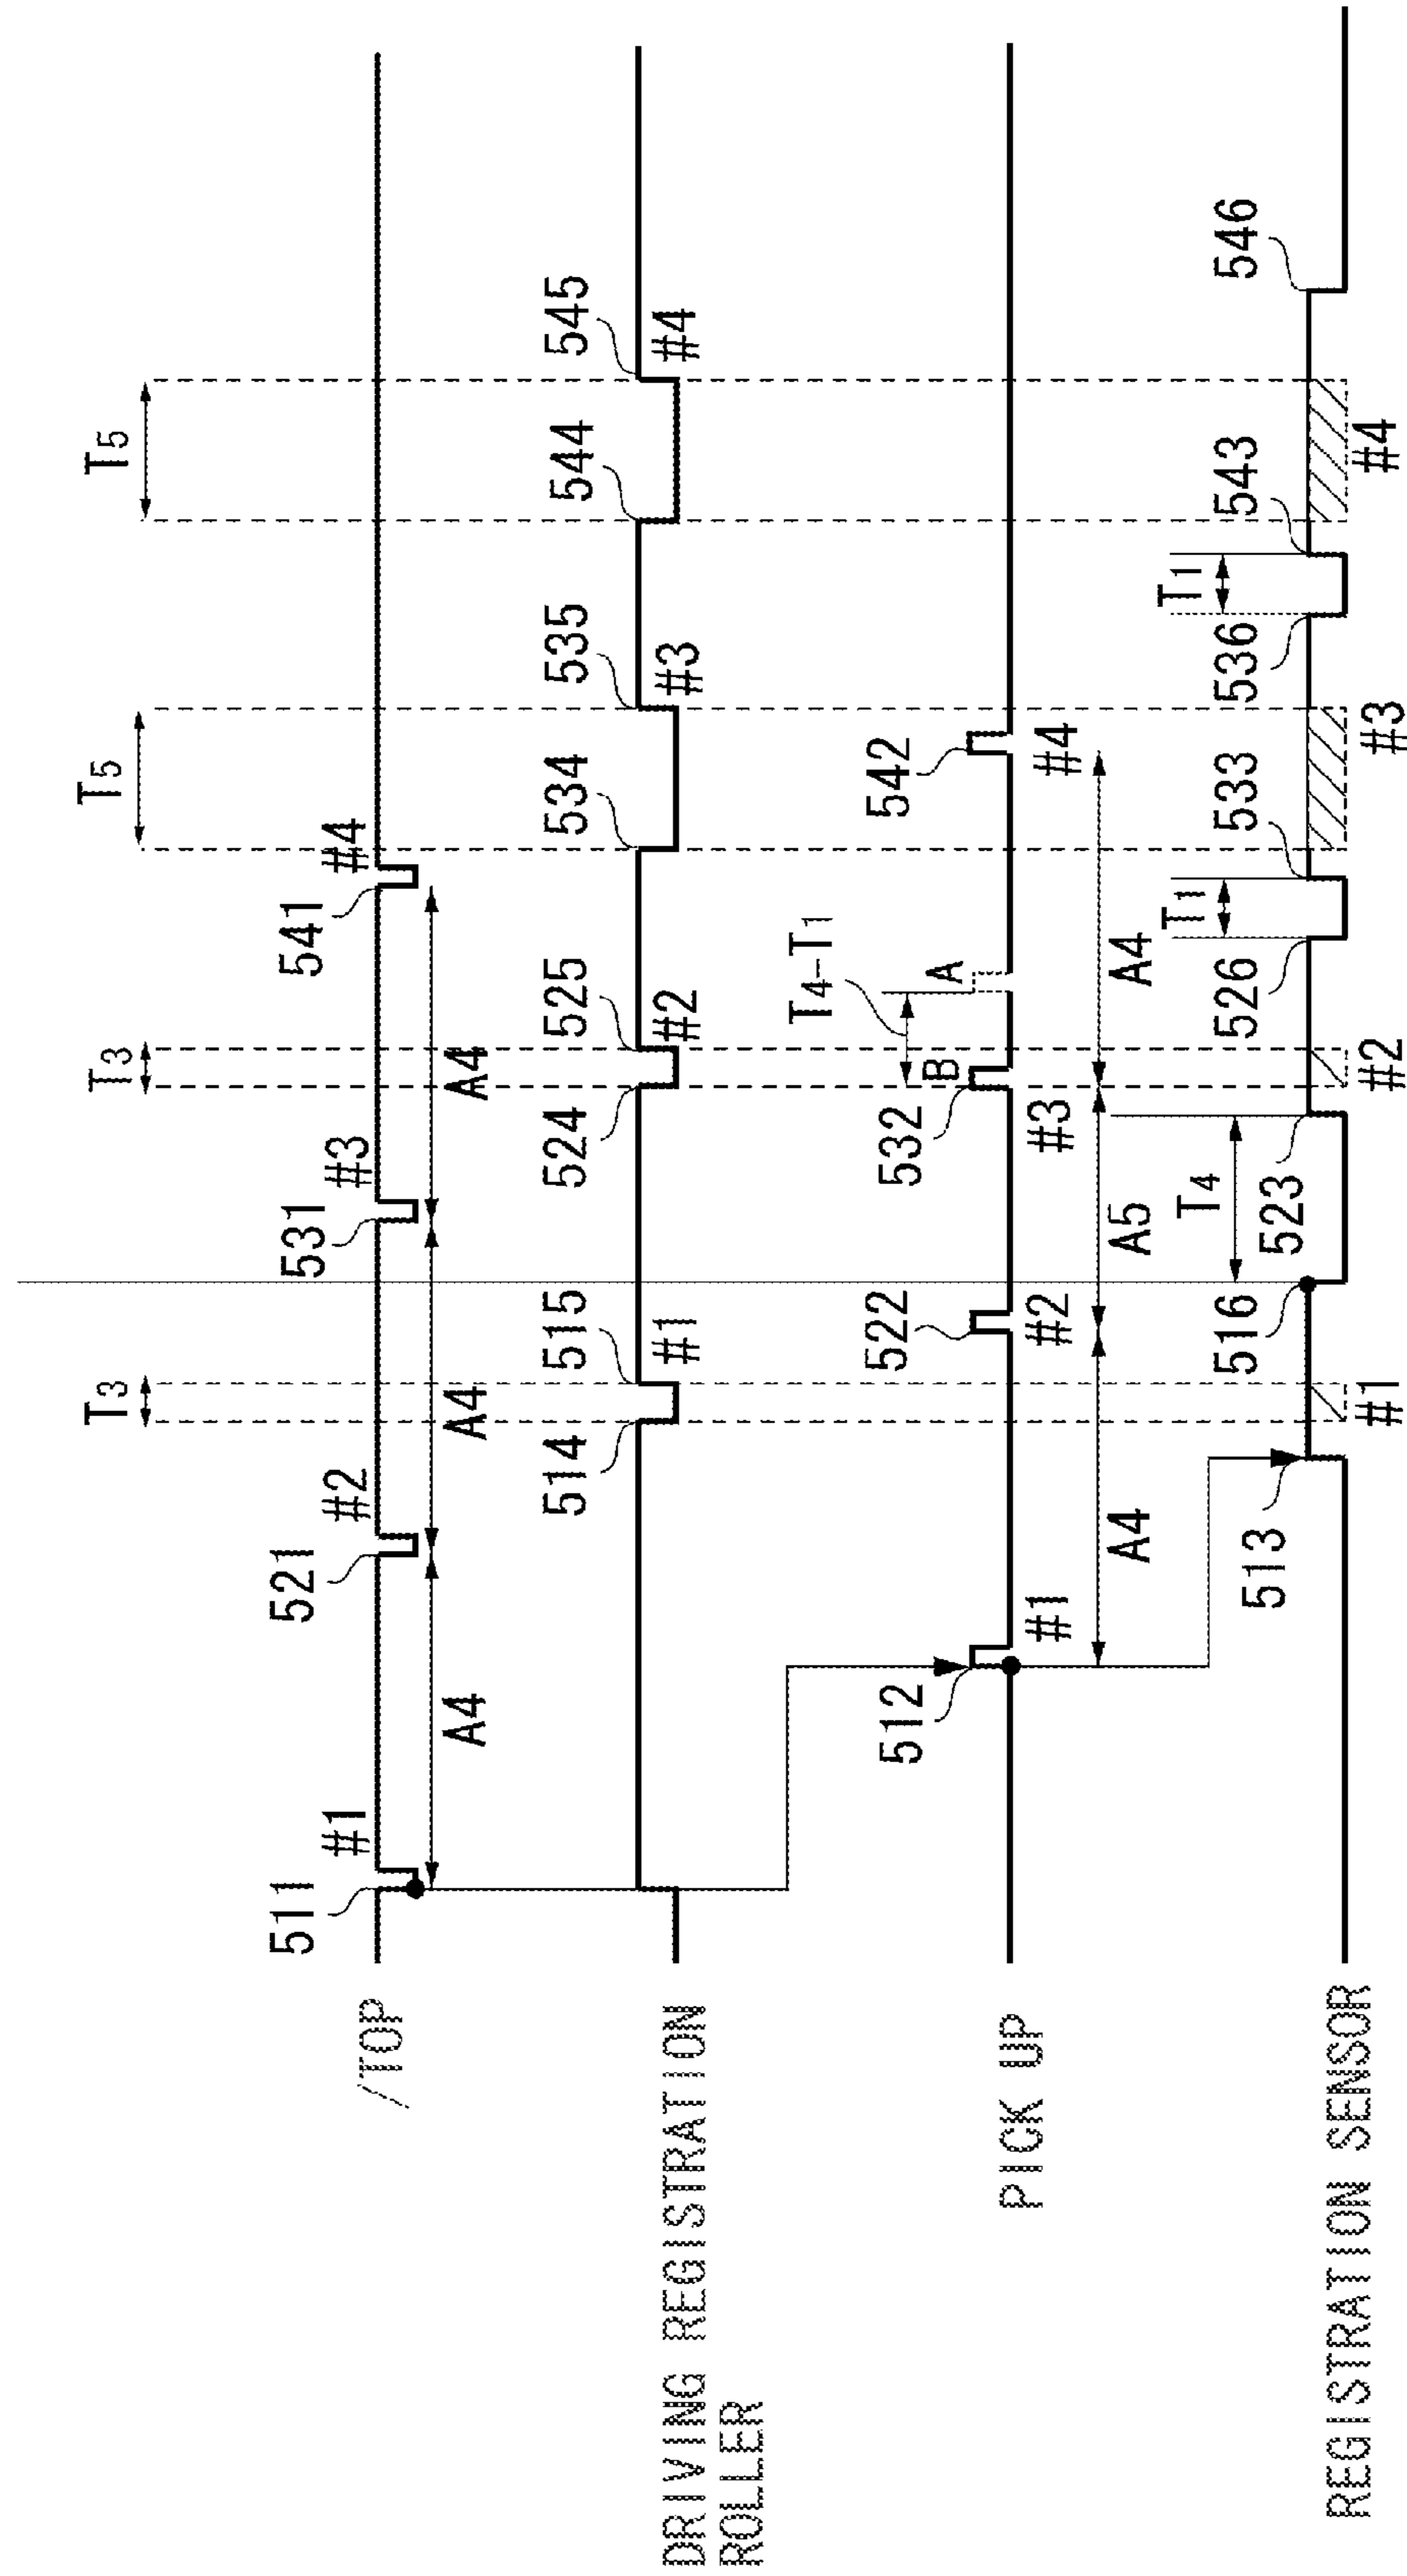 T3
T3
T5
T5
/TOP
511
#1
A4
521
#2
A4
531
#3
A4
541
#4
DRIVING REGISTRATION
ROLLER
514
515
#1
524
525
#2
534
535
#3
544
545
#4
PICK UP
512
#1
A4
522
#2
A5
532
B
#3
T4-T1
A
A4
542
#4
REGISTRATION SENSOR
513
#1
516
T4
523
#2
526
T1
533
#3
536
T1
543
#4
546